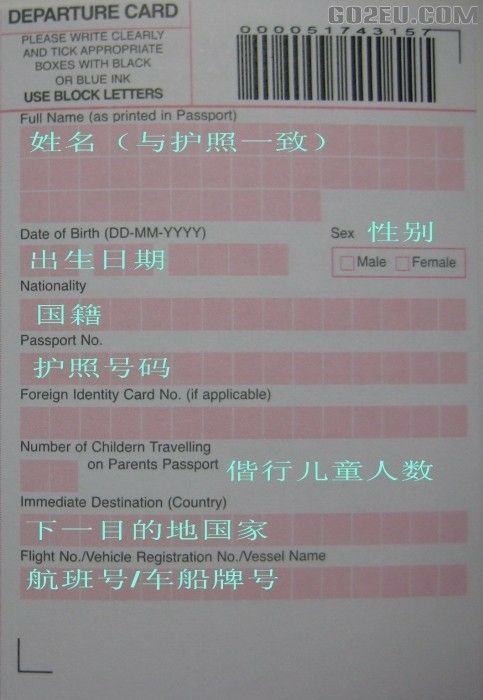 DEPARTURE CARD
GO2EU.COM
PLEASE WRITE CLEARLY
AND TICK APPROPRIATE
BOXES WITH BLACK
OR BLUE INK
USE BLOCK LETTERS
0000051743157
Full Name (as printed in Passport)
姓名（与护照一致）
Date of Birth (DD-MM-YYYY)
Sex 性别
出生日期
Male Female
Nationality
国籍
Passport No.
护照号码
Foreign Identity Card No. (if applicable)
Number of Childern Travelling
on Parents Passport 偕行儿童人数
Immediate Destination (Country)
下一目的地国家
Flight No./Vehicle Registration No./Vessel Name
航班号/车船牌号